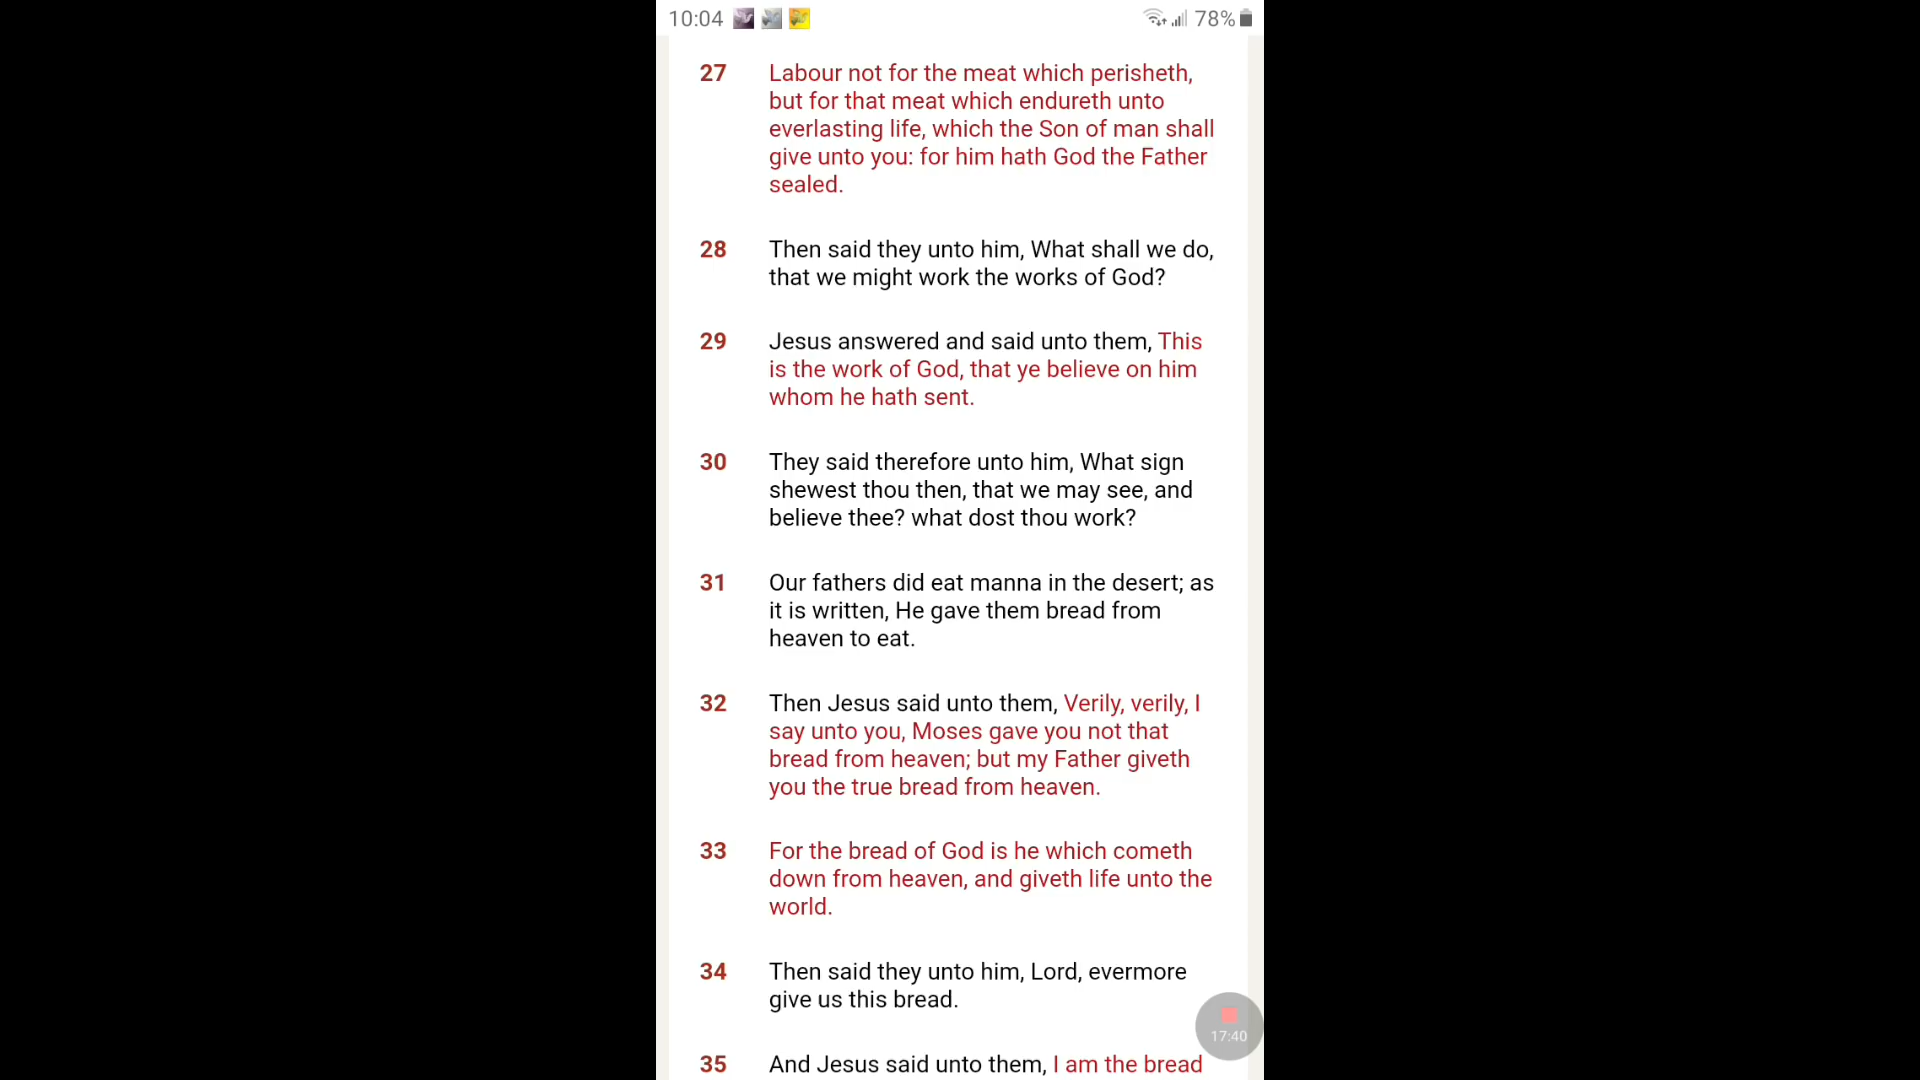 10:04
78%
27 Labour not for the meat which perisheth,
but for that meat which endureth unto
everlasting life, which the Son of man shall
give unto you: for him hath God the Father
sealed.
28 Then said they unto him, What shall we do,
that we might work the works of God?
29 Jesus answered and said unto them, This
is the work of God, that ye believe on him
whom he hath sent.
30 They said therefore unto him, What sign
shewest thou then, that we may see, and
believe thee? what dost thou work?
31 Our fathers did eat manna in the desert; as
it is written, He gave them bread from
heaven to eat.
32 Then Jesus said unto them, Verily, verily, I
say unto you, Moses gave you not that
bread from heaven; but my Father giveth
you the true bread from heaven.
33 For the bread of God is he which cometh
down from heaven, and giveth life unto the
world.
34 Then said they unto him, Lord, evermore
give us this bread.
17:40
35 And Jesus said unto them, I am the bread